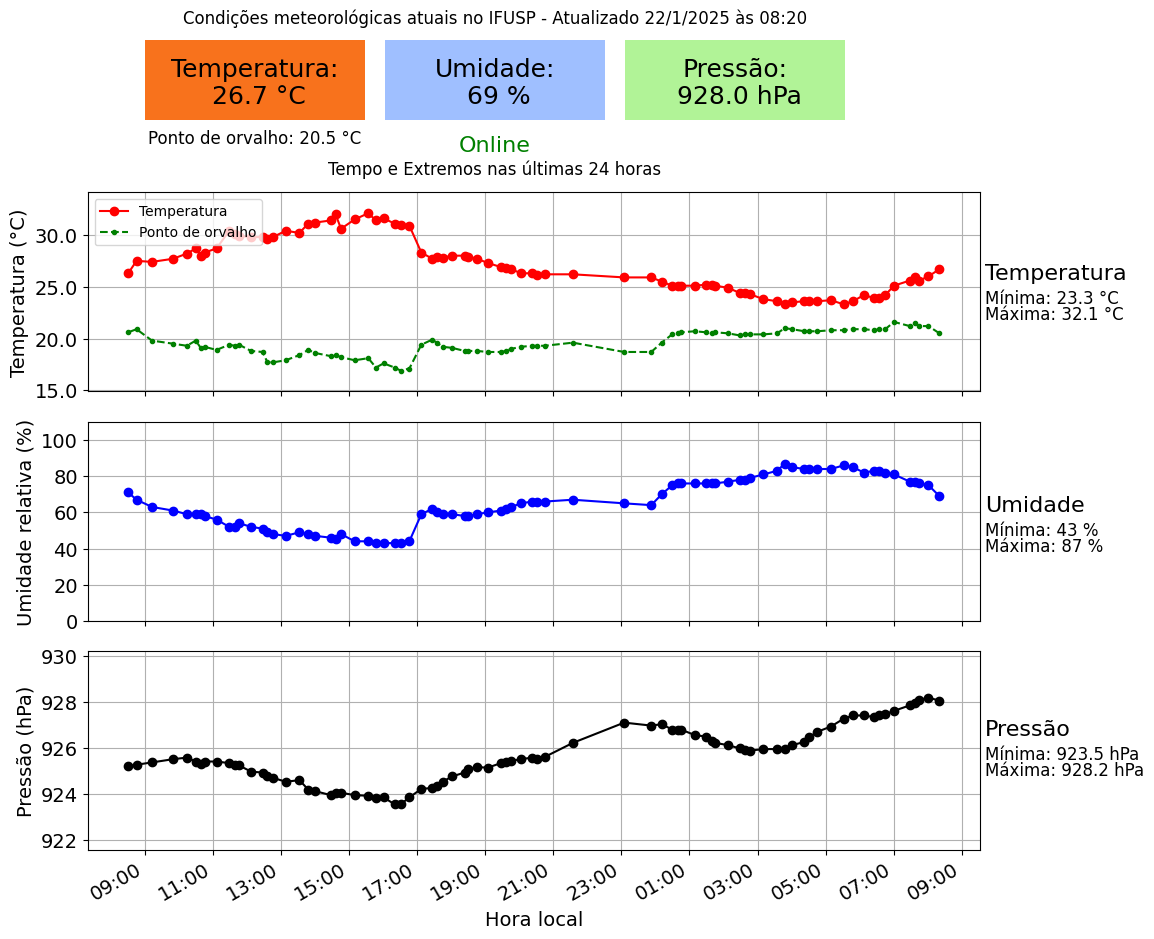 Condições meteorológicas atuais no IFUSP - Atualizado 22/1/2025 às 08:20
Temperatura:
26.7 °C
Umidade:
69 %
Pressão:
928.0 hPa
Ponto de orvalho: 20.5 °C
Online
Tempo e Extremos nas últimas 24 horas
Temperatura (°C)
30.0
25.0
20.0
15.0
Temperatura
Ponto de orvalho
Temperatura
Mínima: 23.3 °C
Máxima: 32.1 °C
Umidade relativa (%)
100
80
60
40
20
0
Umidade
Mínima: 43 %
Máxima: 87 %
Pressão (hPa)
930
928
926
924
922
Pressão
Mínima: 923.5 hPa
Máxima: 928.2 hPa
09:00 11:00 13:00 15:00 17:00 19:00 21:00 23:00 01:00 03:00 05:00 07:00 09:00
Hora local